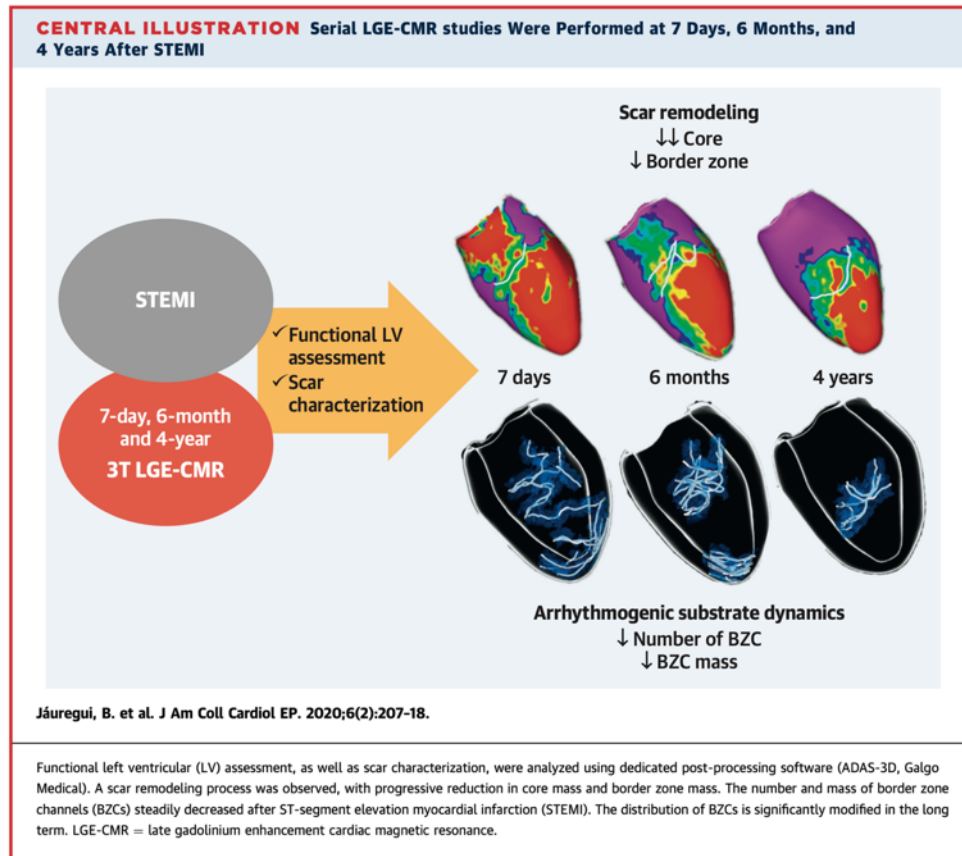 CENTRAL ILLUSTRATION Serial LGE-CMR studies Were Performed at 7 Days, 6 Months, and
4 Years After STEMI
Scar remodeling
↓↓ Core
↓ Border zone
STEMI
7-day, 6-month
and 4-year
3T LGE-CMR
✓Functional LV
assessment
✓Scar
characterization
7 days
6 months
4 years
Arrhythmogenic substrate dynamics
↓ Number of BZC
↓ BZC mass
Jáuregui, B. et al. J Am Coll Cardiol EP. 2020;6(2):207–18.
Functional left ventricular (LV) assessment, as well as scar characterization, were analyzed using dedicated post-processing software (ADAS-3D, Galgo
Medical). A scar remodeling process was observed, with progressive reduction in core mass and border zone mass. The number and mass of border zone
channels (BZCs) steadily decreased after ST-segment elevation myocardial infarction (STEMI). The distribution of BZCs is significantly modified in the long
term. LGE-CMR = late gadolinium enhancement cardiac magnetic resonance.